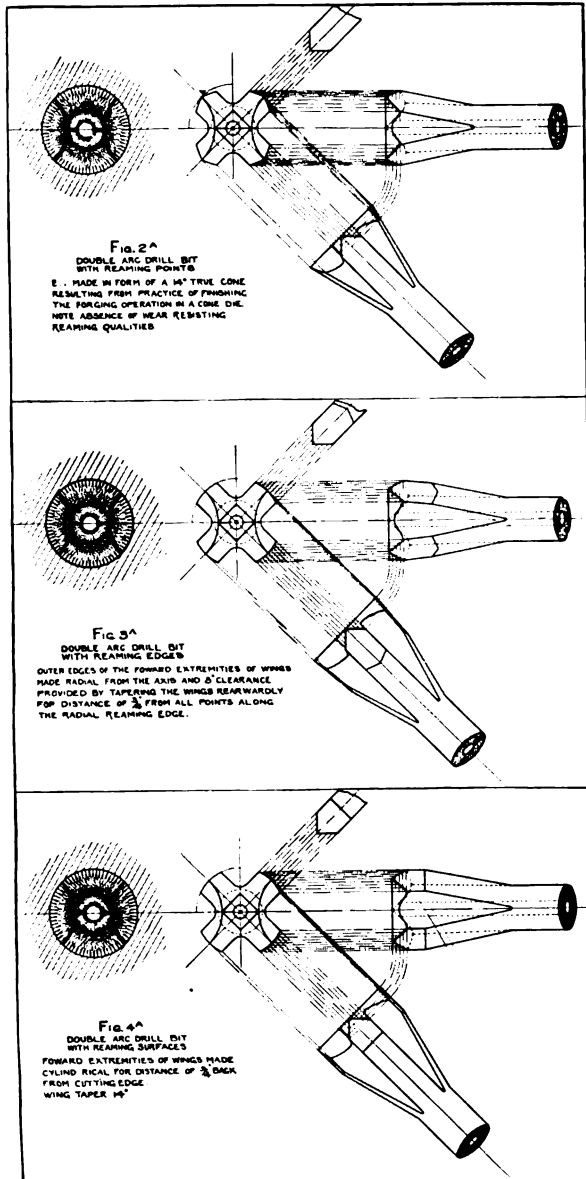 FIG. 2A
DOUBLE ARC DRILL BIT
WITH REAMING POINTS
MADE IN FORM OF A 14° TRUE CONE
RESULTING FROM PRACTICE OF FINISHING
THE FORGING OPERATION IN A CONE DIE.
NOTE ABSENCE OF WEAR RESISTING
REAMING QUALITIES
FIG 3A
DOUBLE ARC DRILL BIT
WITH REAMING EDGES
OUTER EDGES OF THE FOWARD EXTREMITIES OF WINGS
MADE RADIAL FROM THE AXIS AND 8° CLEARANCE
PROVIDED BY TAPERING THE WINGS REARWARDLY
FOR DISTANCE OF FROM ALL POINTS ALONG
THE RADIAL REAMING EDGE.
FIG 4A
DOUBLE ARC DRILL BIT
WITH REAMING SURFACES
FOWARD EXTREMITIES OF WINGS MADE
CYLIND RICAL FOR DISTANCE OF BACK
FROM CUTTING EDGE
WING TAPER 14°